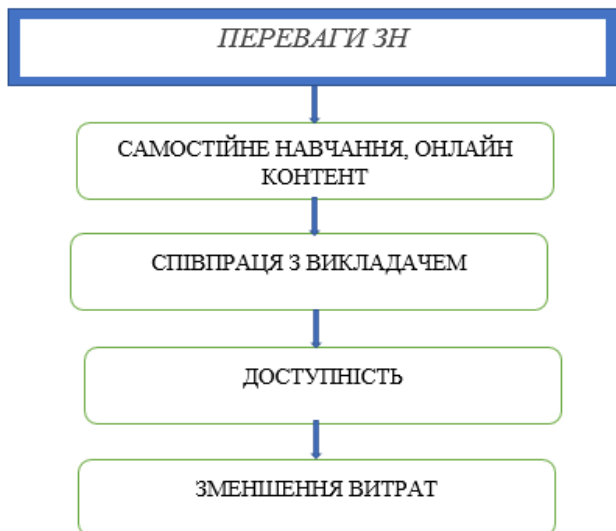 ПЕРЕВАГИ ЗН
САМОСТІЙНЕ НАВЧАННЯ, ОНЛАЙН
КОНТЕНТ
СПІВПРАЦЯ З ВИКЛАДАЧЕМ
ДОСТУПНІСТЬ
ЗМЕНШЕННЯ ВИТРАТ